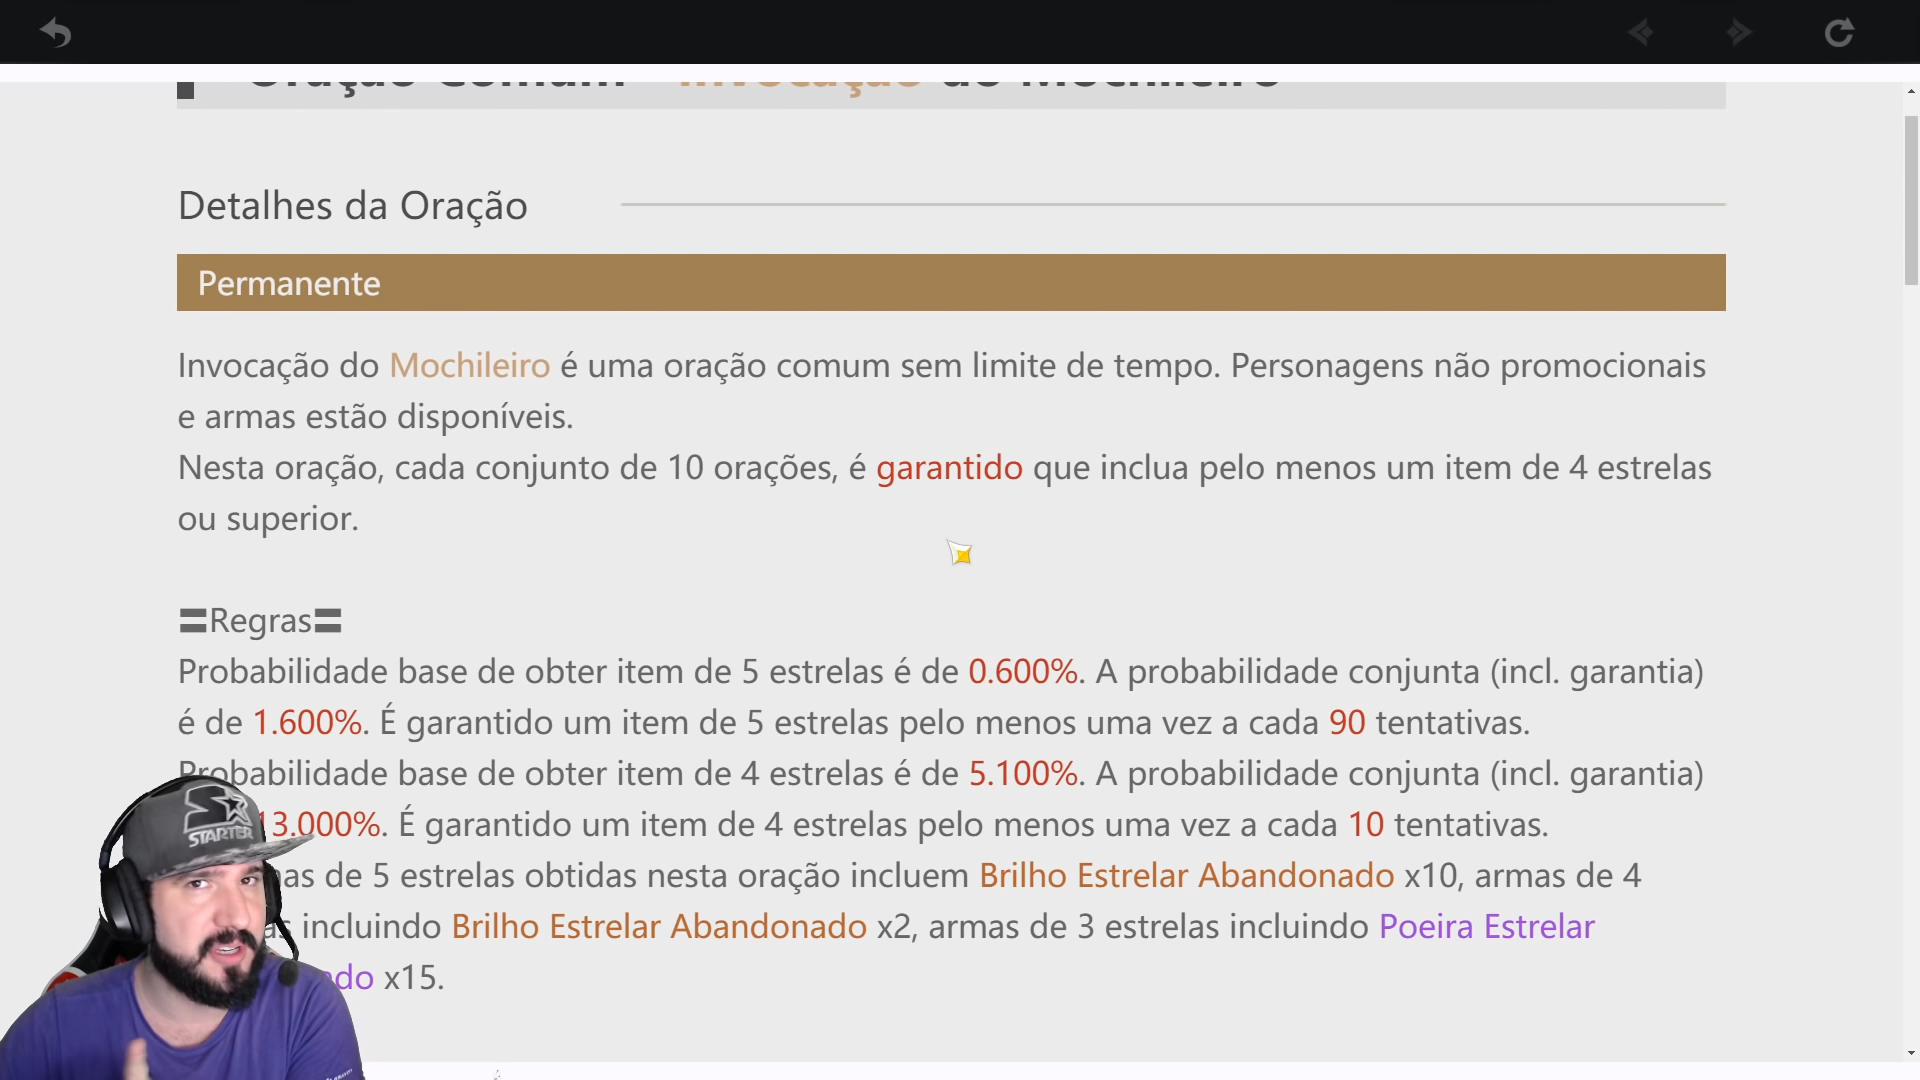 Oração Comum "Invocação do Mochileiro"
Detalhes da Oração
Permanente
Invocação do Mochileiro é uma oração comum sem limite de tempo. Personagens não promocionais
e armas estão disponíveis.
Nesta oração, cada conjunto de 10 orações, é garantido que inclua pelo menos um item de 4 estrelas
ou superior.
〓Regras〓
Probabilidade base de obter item de 5 estrelas é de 0.600%. A probabilidade conjunta (incl. garantia)
é de 1.600%. É garantido um item de 5 estrelas pelo menos uma vez a cada 90 tentativas.
Probabilidade base de obter item de 4 estrelas é de 5.100%. A probabilidade conjunta (incl. garantia)
13.000%. É garantido um item de 4 estrelas pelo menos uma vez a cada 10 tentativas.
de 5 estrelas obtidas nesta oração incluem Brilho Estrelar Abandonado x10, armas de 4
incluindo Brilho Estrelar Abandonado x2, armas de 3 estrelas incluindo Poeira Estrelar
x15.
STARTER